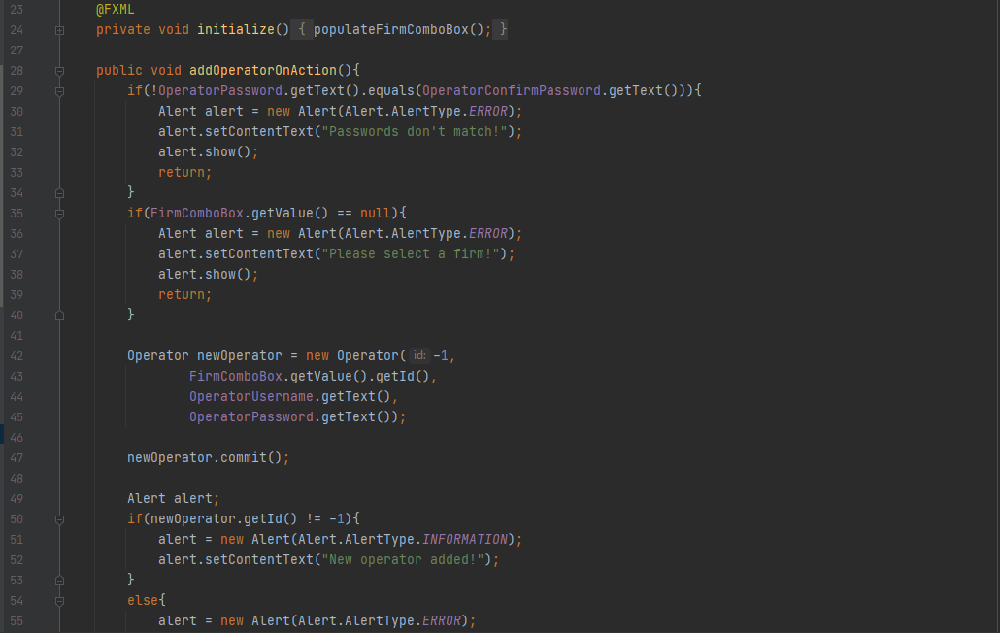 23 @FXML
24 private void initialize() { populateFirmComboBox(); }
27
28 public void addOperatorOnAction(){
29 if(!OperatorPassword.getText().equals(OperatorConfirmPassword.getText())){
30 Alert alert = new Alert(Alert.AlertType.ERROR);
31 alert.setContentText("Passwords don't match!");
32 alert.show();
33 return;
34 }
35 if(FirmComboBox.getValue() == null){
36 Alert alert = new Alert(Alert.AlertType.ERROR);
37 alert.setContentText("Please select a firm!");
38 alert.show();
39 return;
40 }
41
42 Operator newOperator = new Operator( id: -1,
43 FirmComboBox.getValue().getId(),
44 OperatorUsername.getText(),
45 OperatorPassword.getText());
46
47 newOperator.commit();
48
49 Alert alert;
50 if(newOperator.getId() != -1){
51 alert = new Alert(Alert.AlertType.INFORMATION);
52 alert.setContentText("New operator added!");
53 }
54 else{
55 alert = new Alert(Alert.AlertType.ERROR);